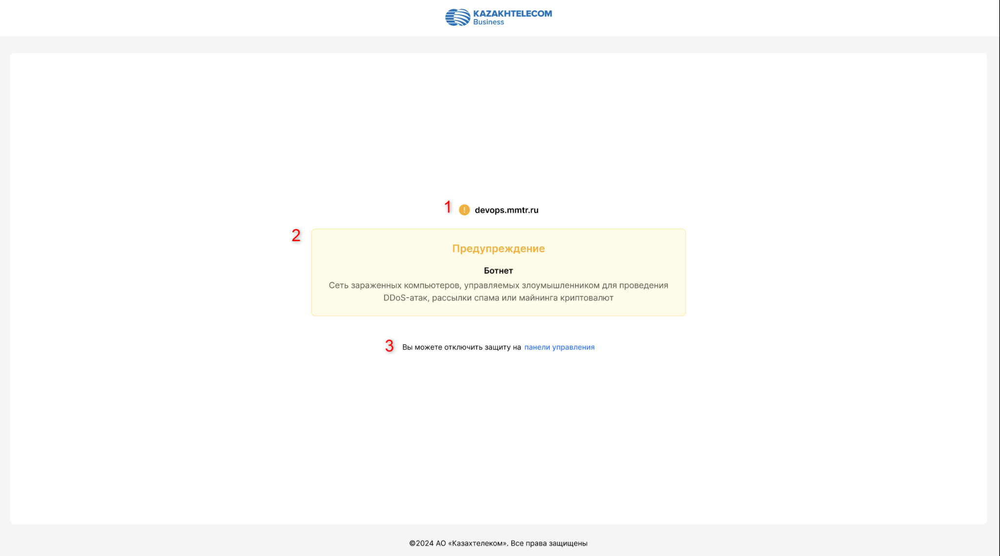 KAZAKHTELECOM
Business
1
devops.mmtr.ru
2
Предупреждение
Ботнет
Сеть зараженных компьютеров, управляемых злоумышленником для проведения
DDoS-атак, рассылки спама или майнинга криптовалют
3 Вы можете отключить защиту на панели управления
©2024 АО «Казахтелеком». Все права защищены